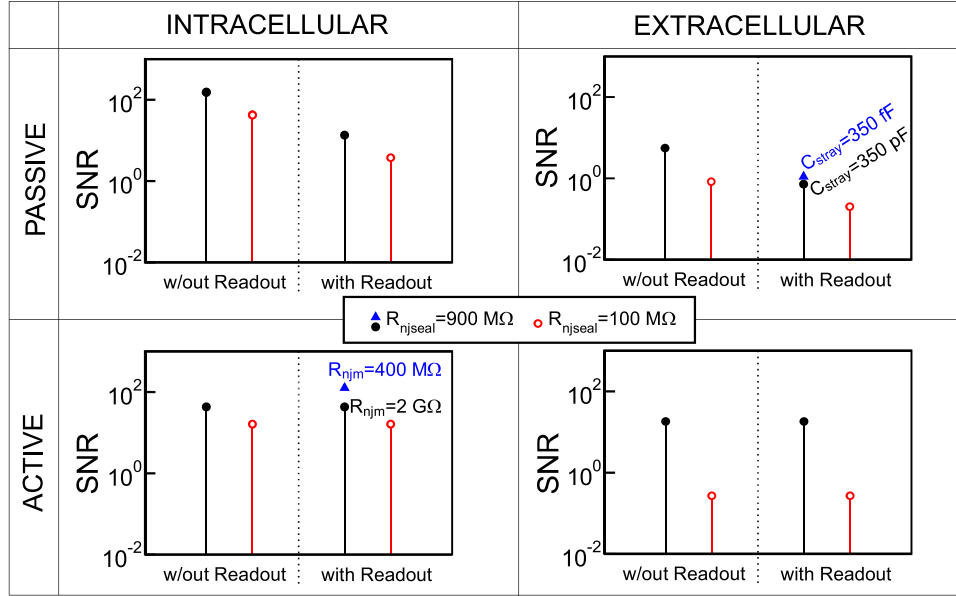 INTRACELLULAR
EXTRACELLULAR
PASSIVE
SNR
10^2
10^0
10^-2
w/out Readout
with Readout
SNR
10^2
10^0
10^-2
C_stray=350 fF
C_stray=350 pF
w/out Readout
with Readout
R_njseal=900 MΩ
R_njseal=100 MΩ
ACTIVE
SNR
10^2
10^0
10^-2
R_njm=400 MΩ
R_njm=2 GΩ
w/out Readout
with Readout
SNR
10^2
10^0
10^-2
w/out Readout
with Readout